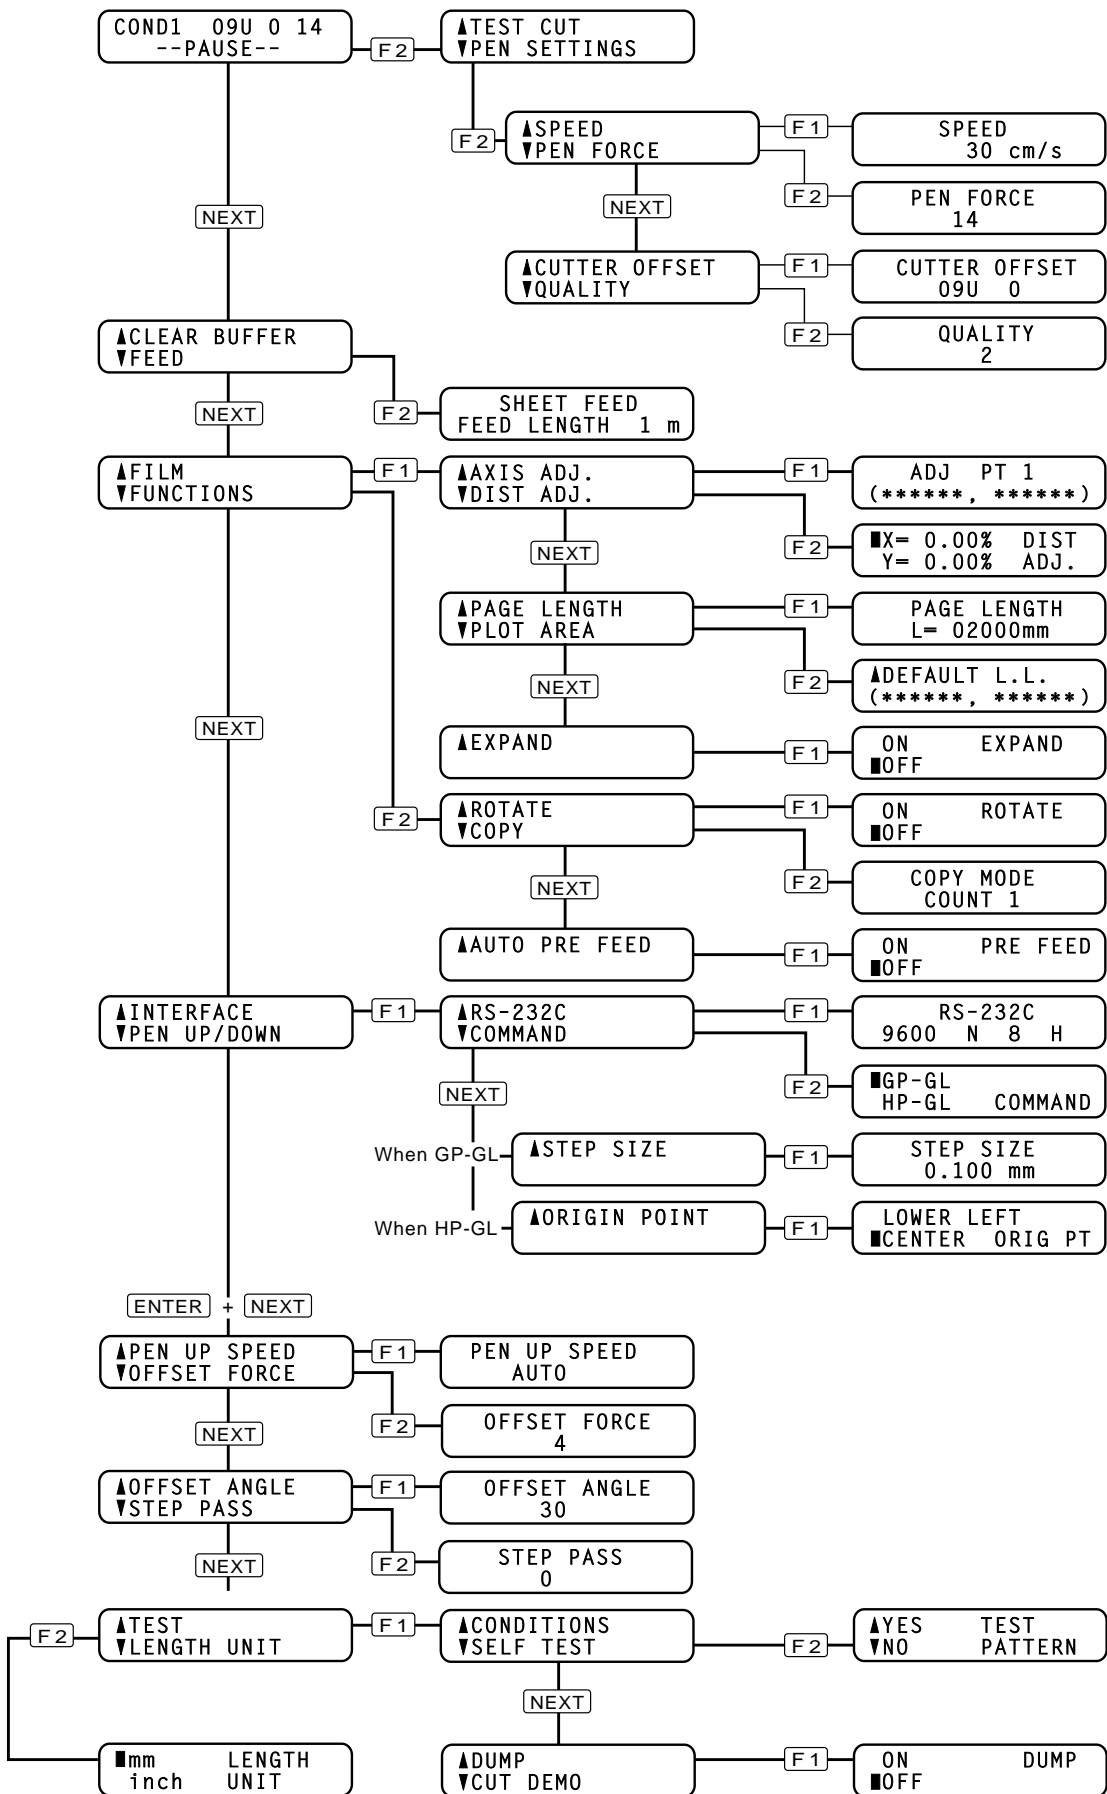 COND1 09U 0 14
--PAUSE--
F2
▲TEST CUT
▼PEN SETTINGS
F2
▲SPEED
▼PEN FORCE
F1
SPEED
30 cm/s
F2
PEN FORCE
14
NEXT
NEXT
▲CUTTER OFFSET
▼QUALITY
F1
CUTTER OFFSET
09U 0
F2
QUALITY
2
▲CLEAR BUFFER
▼FEED
NEXT
F2
SHEET FEED
FEED LENGTH 1 m
▲FILM
▼FUNCTIONS
F1
▲AXIS ADJ.
▼DIST ADJ.
F1
ADJ PT 1
(******, ******)
NEXT
F2
■X= 0.00% DIST
Y= 0.00% ADJ.
▲PAGE LENGTH
▼PLOT AREA
F1
PAGE LENGTH
L= 02000mm
NEXT
F2
▲DEFAULT L.L.
(******, ******)
NEXT
▲EXPAND
F1
ON EXPAND
■OFF
F2
▲ROTATE
▼COPY
F1
ON ROTATE
■OFF
NEXT
F2
COPY MODE
COUNT 1
▲AUTO PRE FEED
F1
ON PRE FEED
■OFF
▲INTERFACE
▼PEN UP/DOWN
F1
▲RS-232C
▼COMMAND
F1
RS-232C
9600 N 8 H
NEXT
F2
■GP-GL
HP-GL COMMAND
When GP-GL
▲STEP SIZE
F1
STEP SIZE
0.100 mm
When HP-GL
▲ORIGIN POINT
F1
LOWER LEFT
■CENTER ORIG PT
ENTER + NEXT
▲PEN UP SPEED
▼OFFSET FORCE
F1
PEN UP SPEED
AUTO
NEXT
F2
OFFSET FORCE
4
▲OFFSET ANGLE
▼STEP PASS
F1
OFFSET ANGLE
30
NEXT
F2
STEP PASS
0
F2
▲TEST
▼LENGTH UNIT
F1
▲CONDITIONS
▼SELF TEST
F2
▲YES TEST
▼NO PATTERN
NEXT
■mm LENGTH
inch UNIT
▲DUMP
▼CUT DEMO
F1
ON DUMP
■OFF